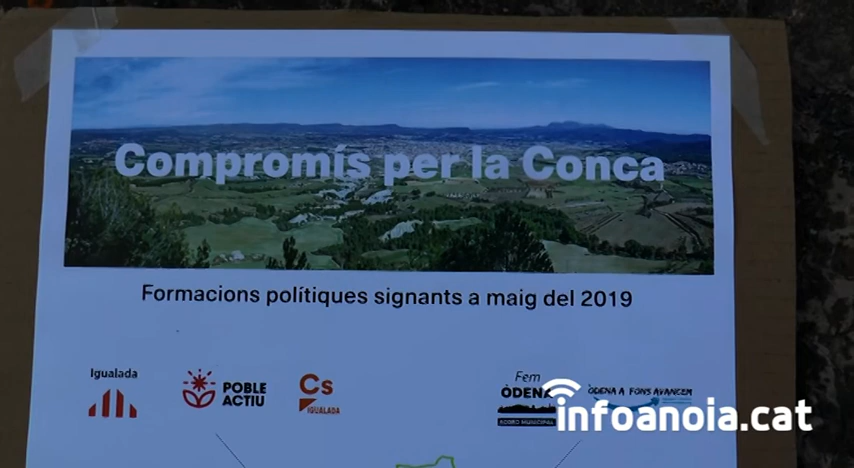 Compromís per la Conca
Formacions polítiques signants a maig del 2019
Igualada
POBLE
ACTIU
Cs
IGUALADA
Fem
ÒDENA
ÒDENA A FONS AVANCEM
infoanoia.cat